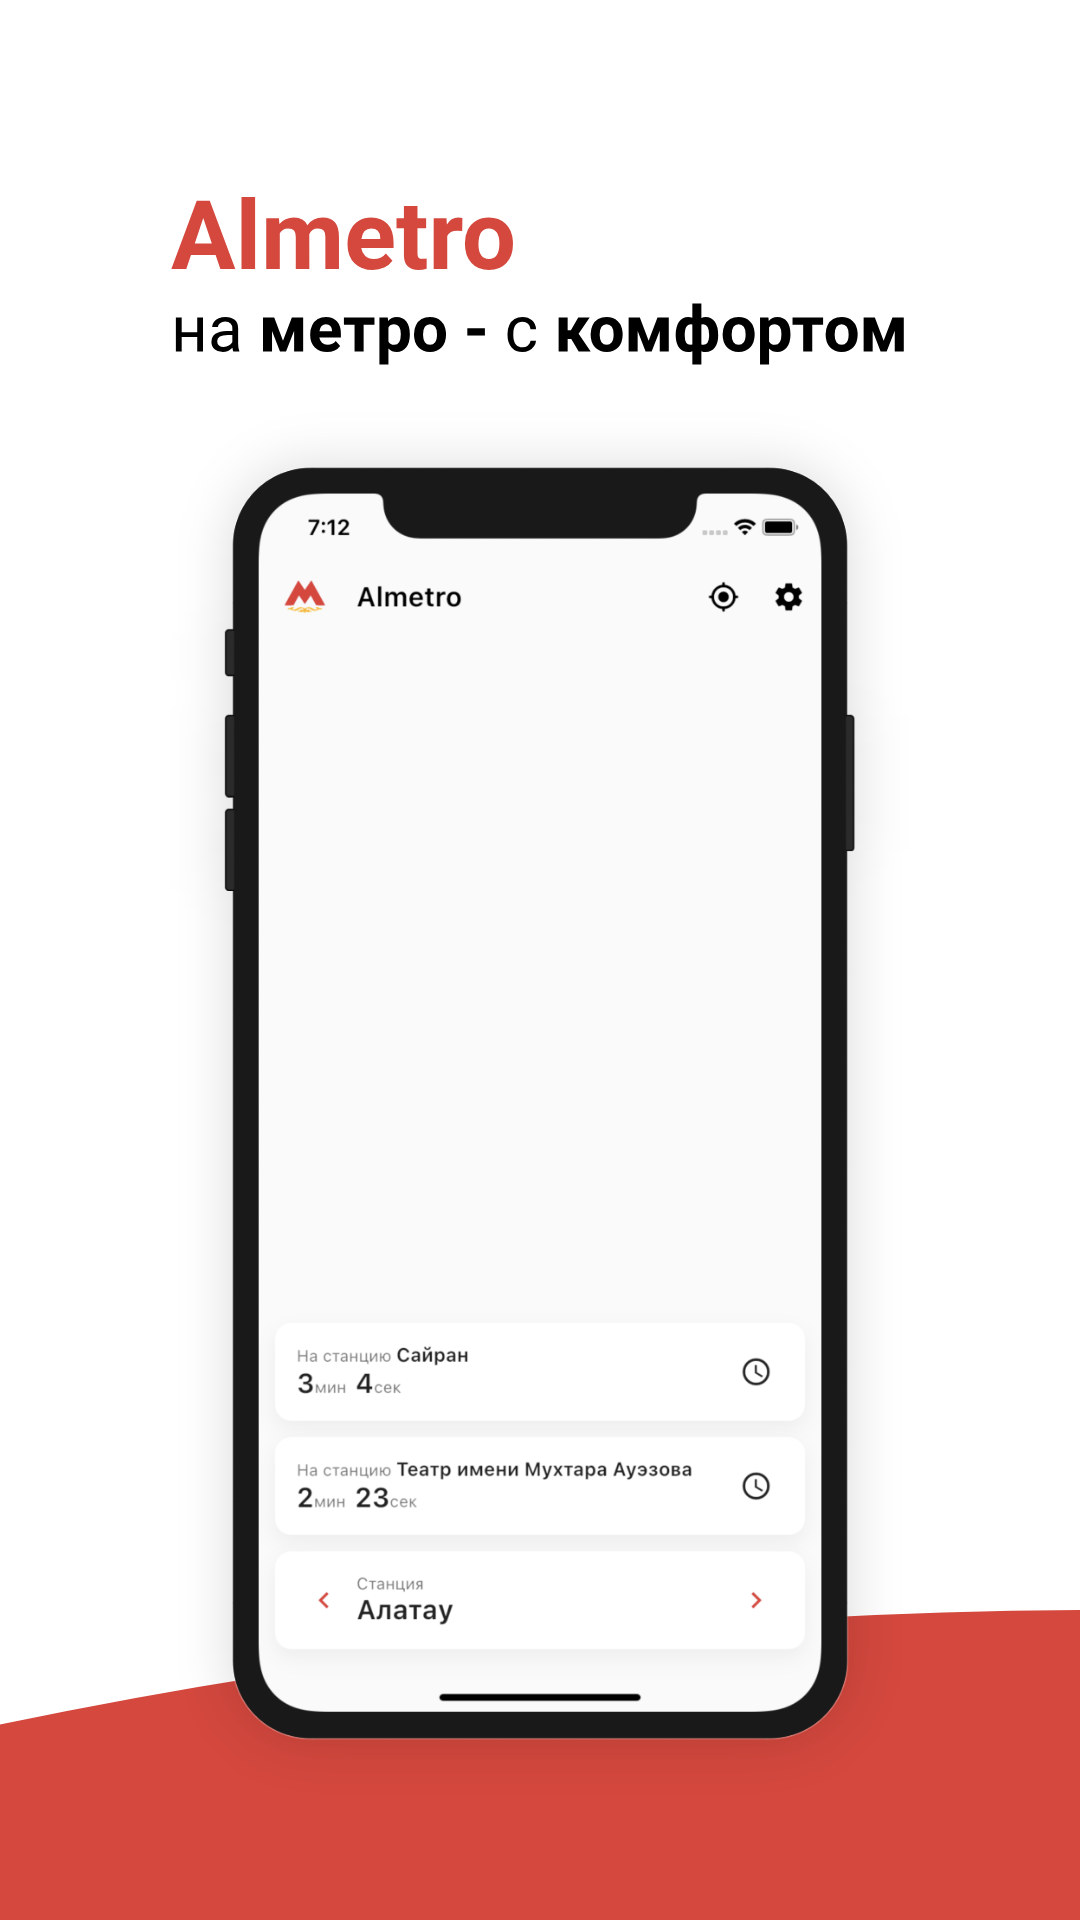 Almetro
на метро - с комфортом
7:12
Almetro
На станцию Сайран
3мин 4сек
На станцию Театр имени Мухтара Ауэзова
2мин 23сек
Станция
Алатау